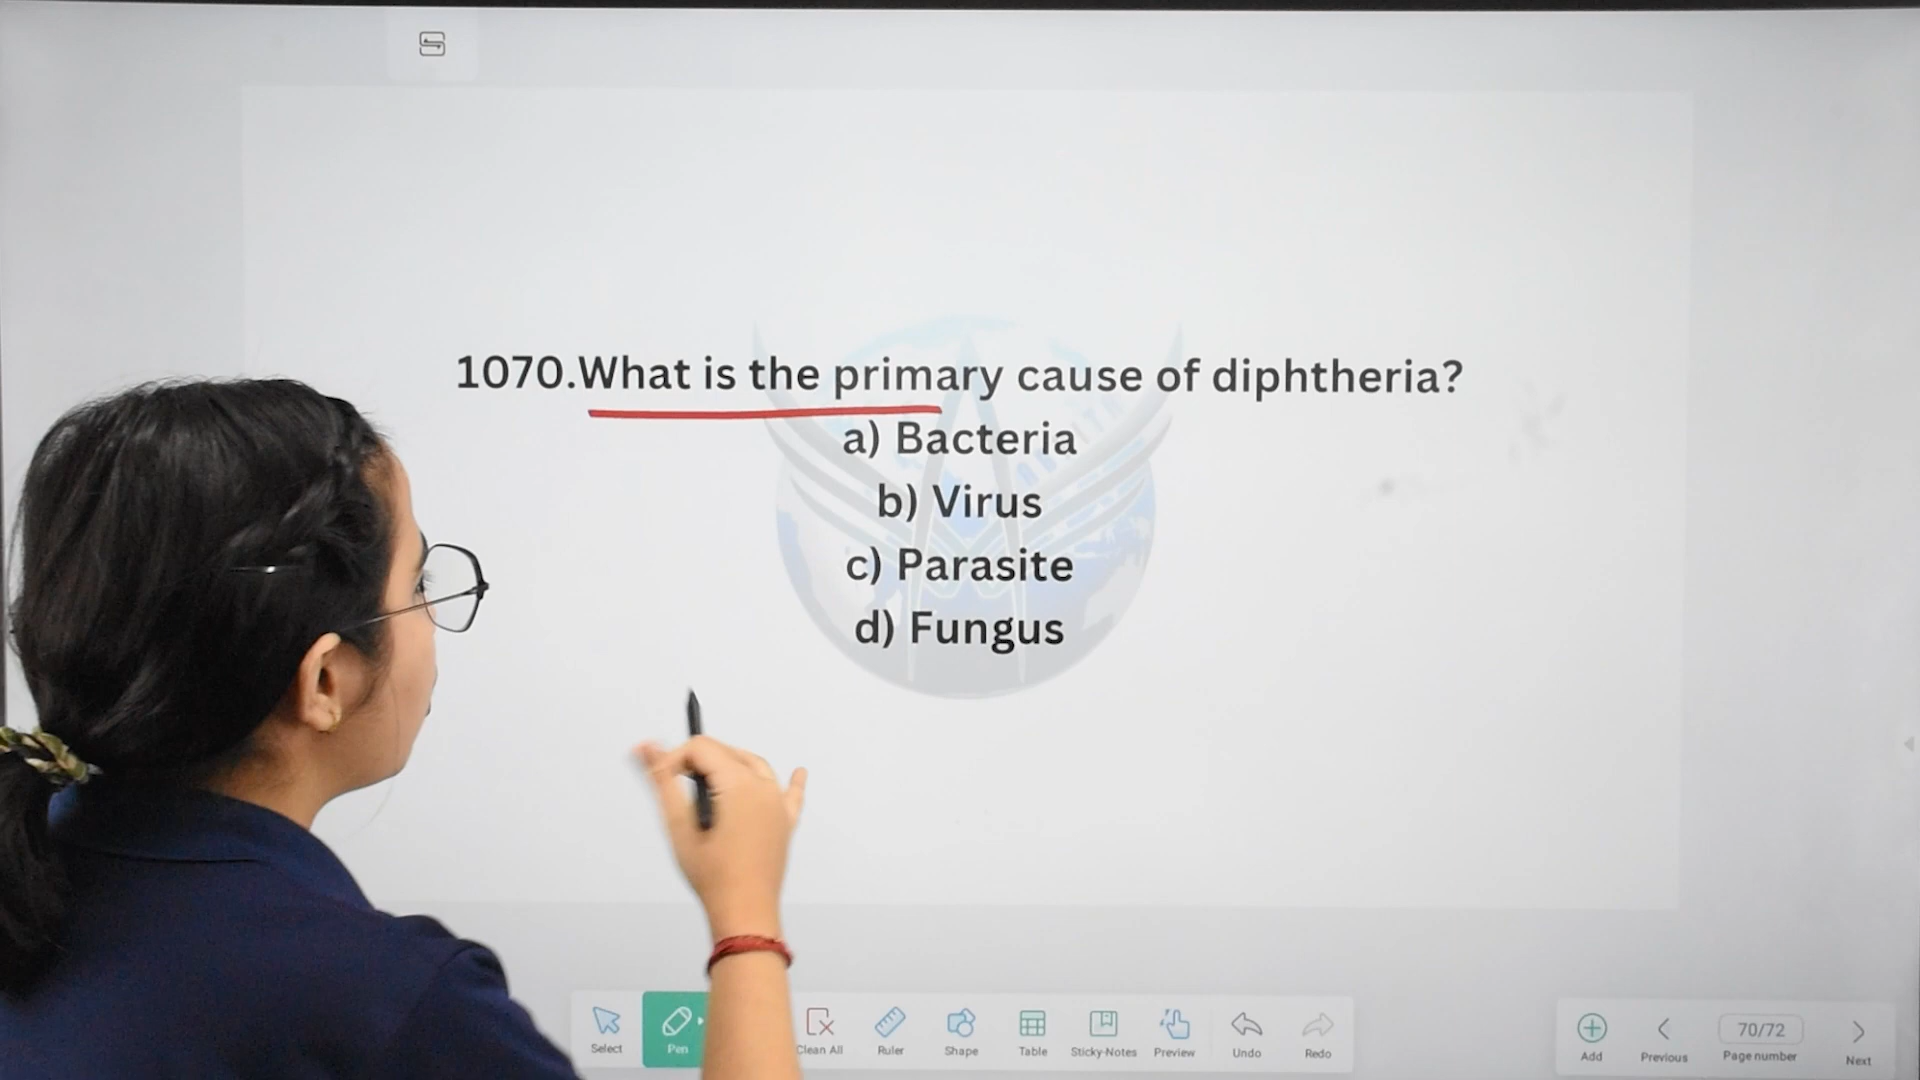 1070.What is the primary cause of diphtheria?
a) Bacteria
b) Virus
c) Parasite
d) Fungus
Select
Pen
Clean All
Ruler
Shape
Table
Sticky-Notes
Preview
Undo
Redo
Add
Previous
70/72
Page number
Next